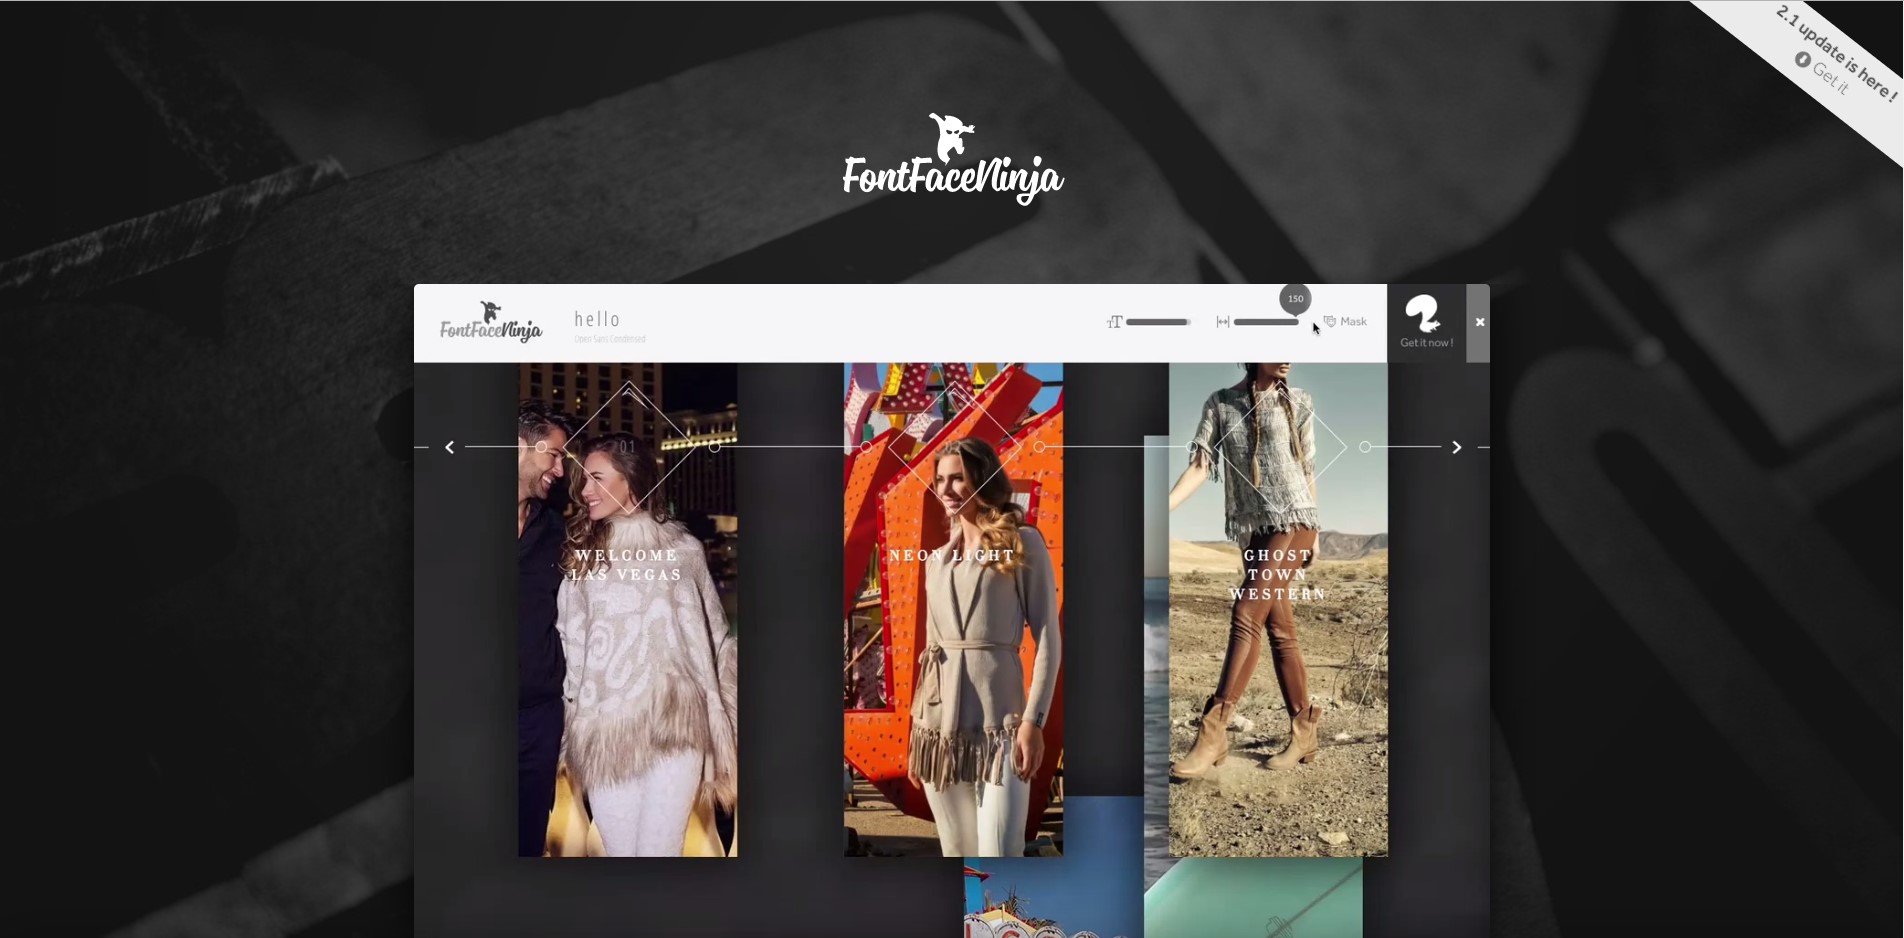 2.1 update is here !
Get it
FontFaceNinja
FontFaceNinja
hello
Open Sans Condensed
150
Mask
Get it now !
01
WELCOME
LAS VEGAS
NEON LIGHT
GHOST
TOWN
WESTERN